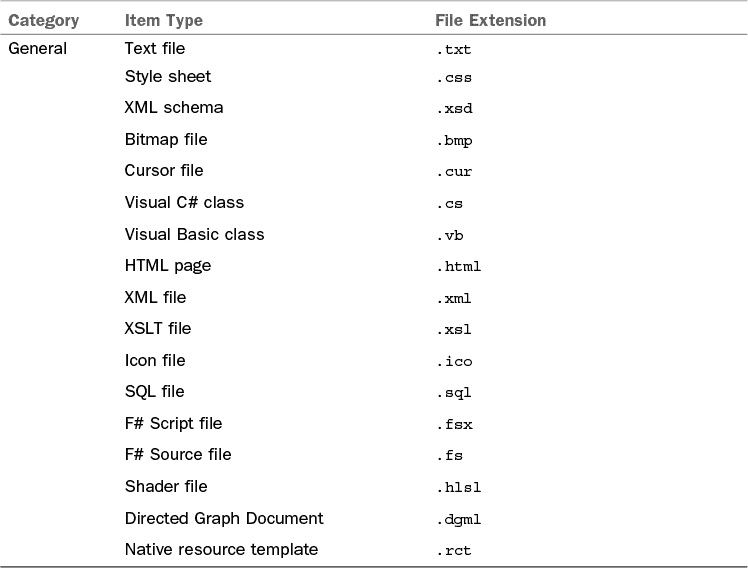 Category Item Type File Extension
General Text file .txt
Style sheet .css
XML schema .xsd
Bitmap file .bmp
Cursor file .cur
Visual C# class .cs
Visual Basic class .vb
HTML page .html
XML file .xml
XSLT file .xsl
Icon file .ico
SQL file .sql
F# Script file .fsx
F# Source file .fs
Shader file .hlsl
Directed Graph Document .dgml
Native resource template .rct